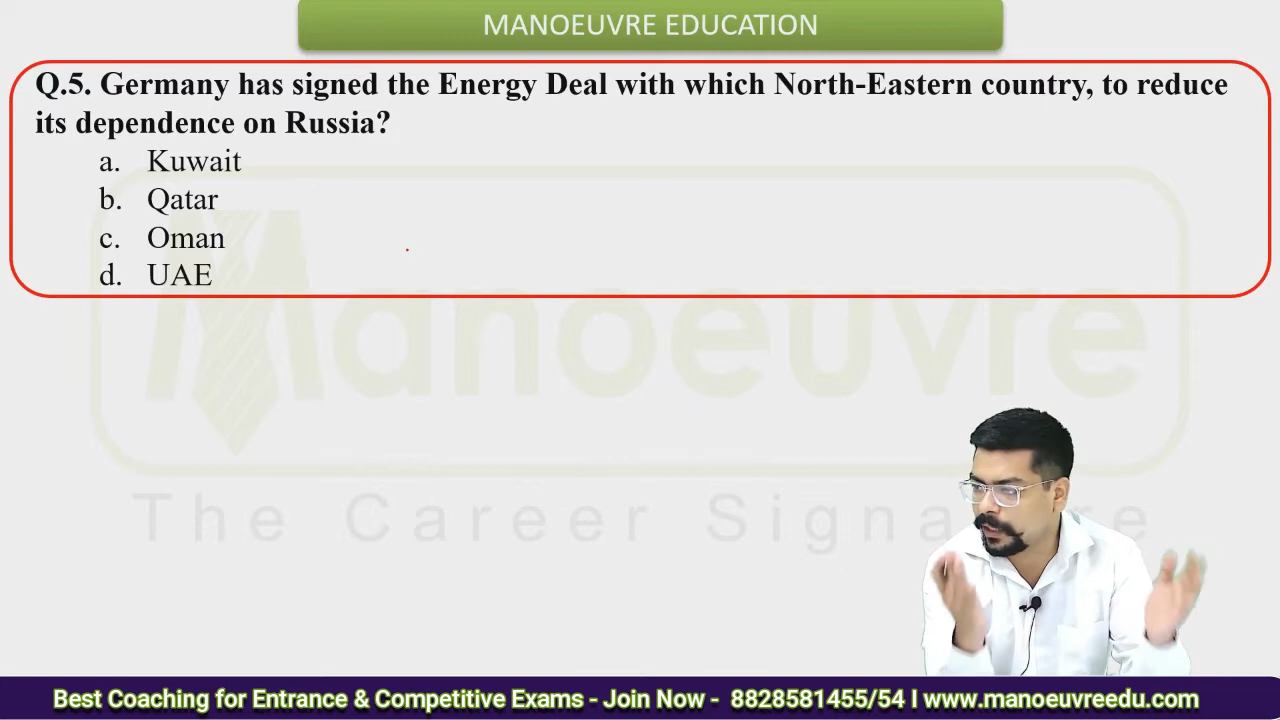 MANOEUVRE EDUCATION
Q.5. Germany has signed the Energy Deal with which North-Eastern country, to reduce
its dependence on Russia?
a. Kuwait
b. Qatar
c. Oman
d. UAE
Manoeuvre
The Career Signature
Best Coaching for Entrance & Competitive Exams - Join Now - 8828581455/54 I www.manoeuvreedu.com